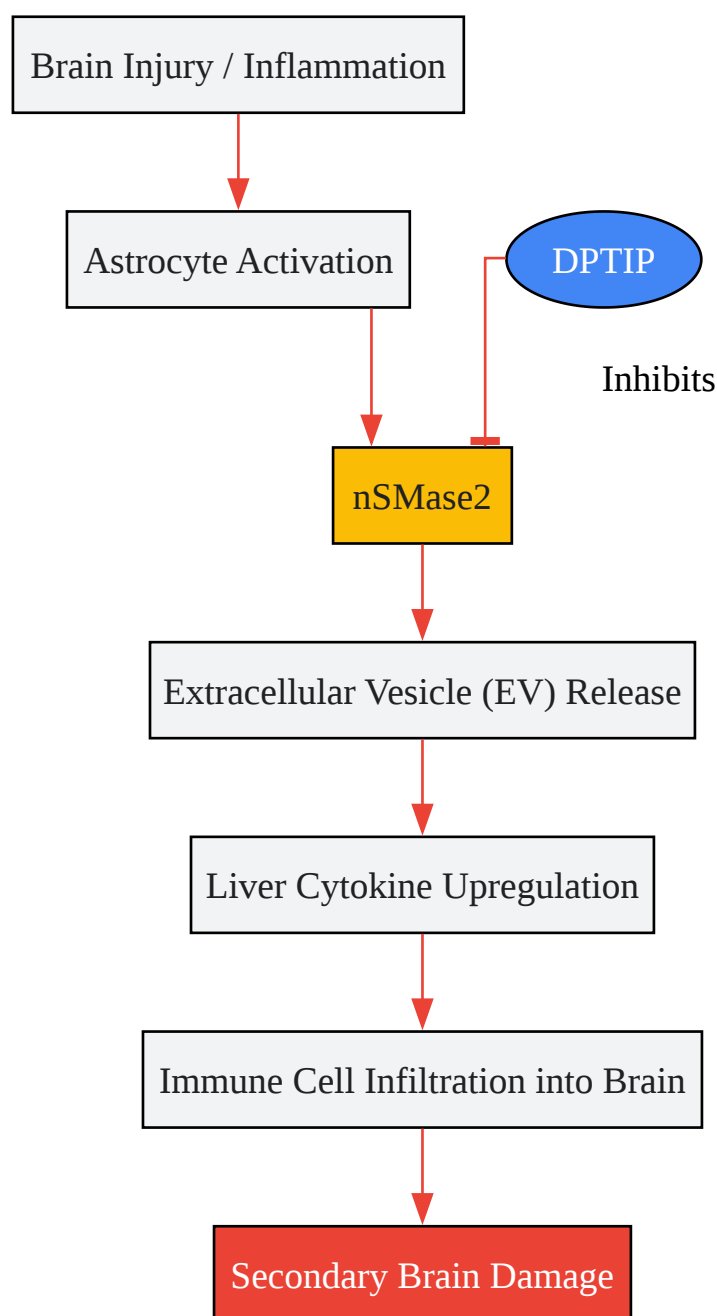 Brain Injury / Inflammation
Astrocyte Activation
DPTIP
Inhibits
nSMase2
Extracellular Vesicle (EV) Release
Liver Cytokine Upregulation
Immune Cell Infiltration into Brain
Secondary Brain Damage